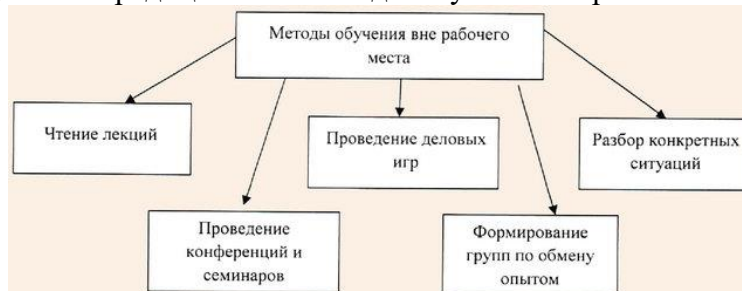 Методы обучения вне рабочего
места
Чтение лекций
Проведение деловых
игр
Разбор конкретных
ситуаций
Проведение
конференций и
семинаров
Формирование
групп по обмену
опытом